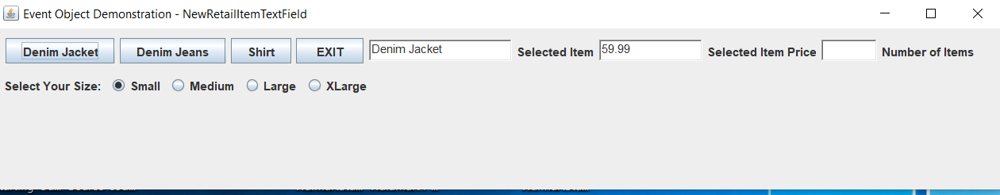 Event Object Demonstration - NewRetailItemTextField
Denim Jacket Denim Jeans Shirt EXIT Denim Jacket Selected Item 59.99 Selected Item Price Number of Items
Select Your Size: Small Medium Large XLarge